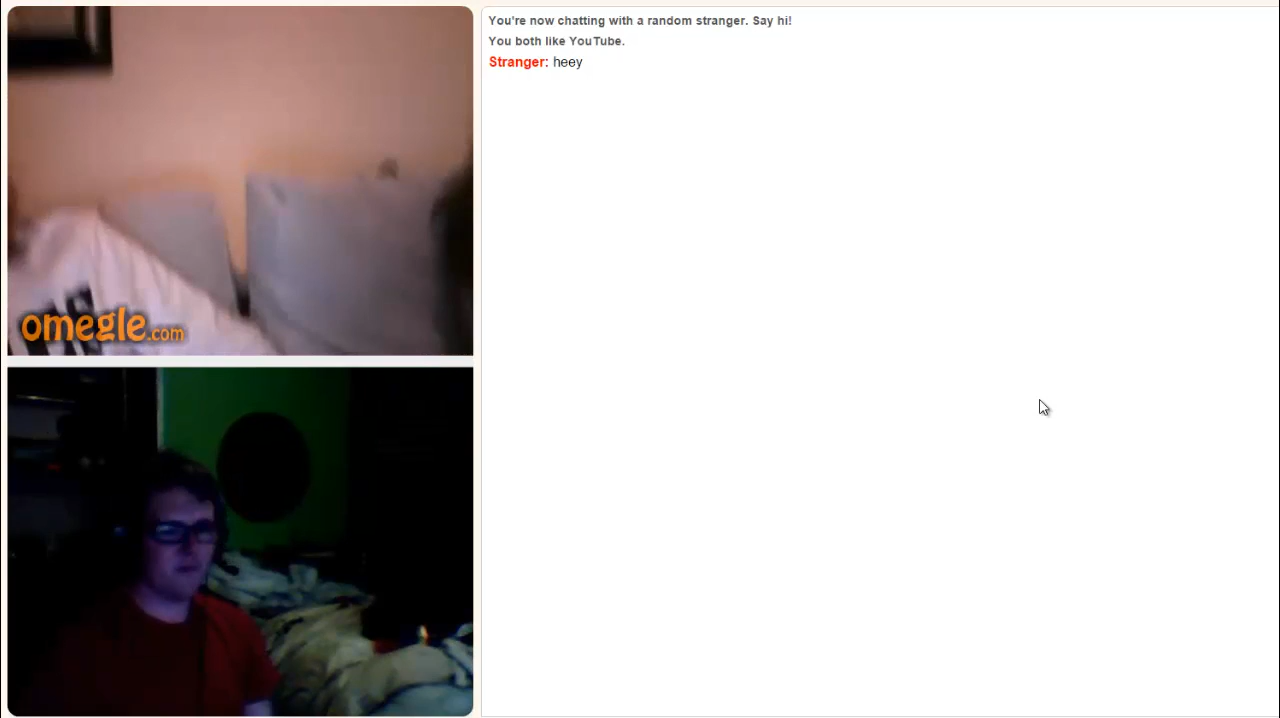 You're now chatting with a random stranger. Say hi!
You both like YouTube.
Stranger: heey
omegle.com